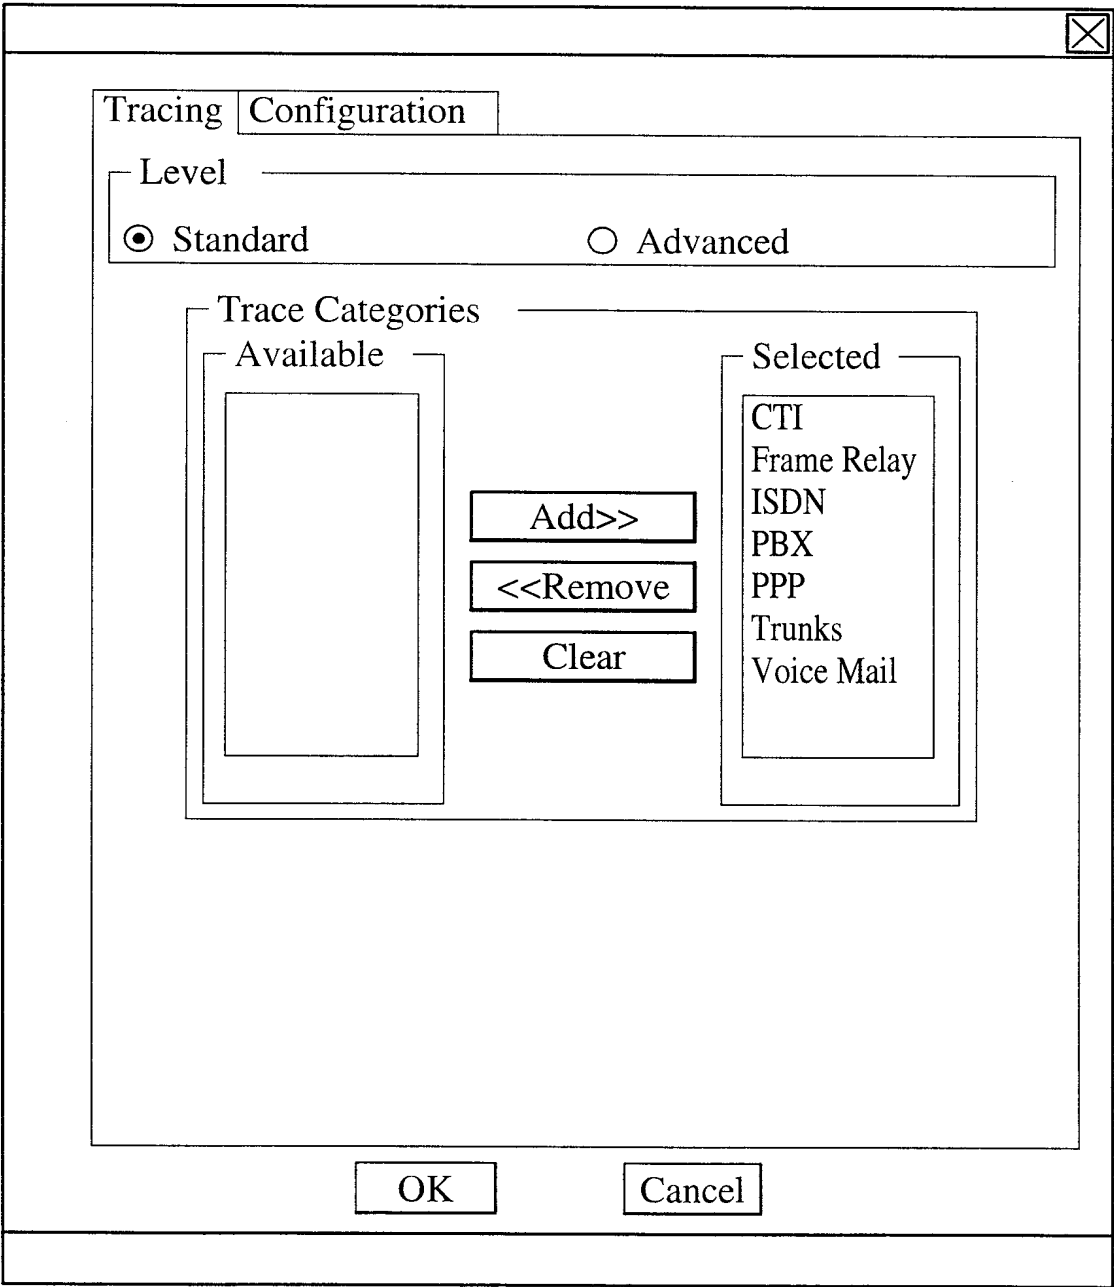 Tracing Configuration
Level
Standard Advanced
Trace Categories
Available Selected
CTI
Frame Relay
ISDN
PBX
PPP
Trunks
Voice Mail
Add>>
<<Remove
Clear
OK Cancel